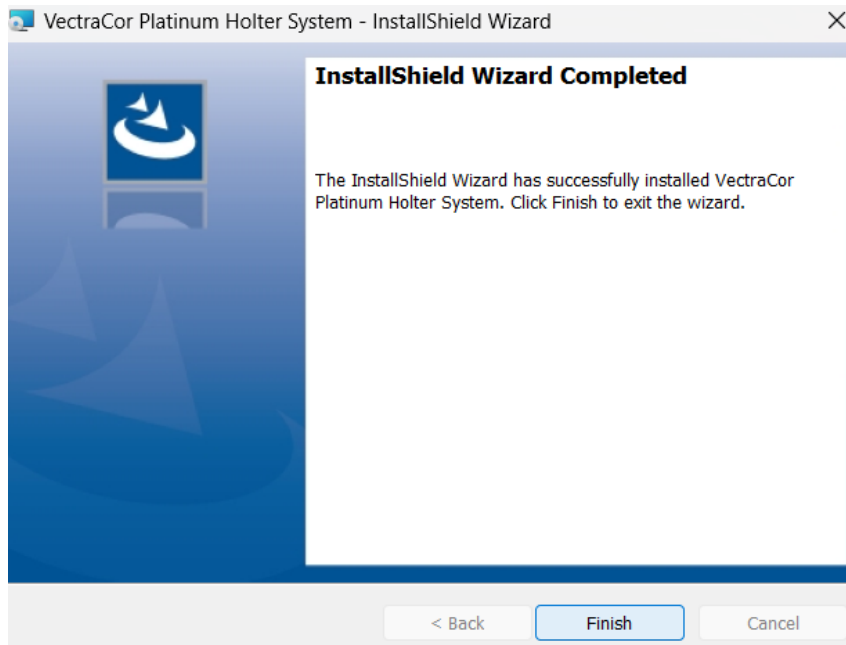 VectraCor Platinum Holter System - InstallShield Wizard
InstallShield Wizard Completed
The InstallShield Wizard has successfully installed VectraCor
Platinum Holter System. Click Finish to exit the wizard.
< Back Finish Cancel